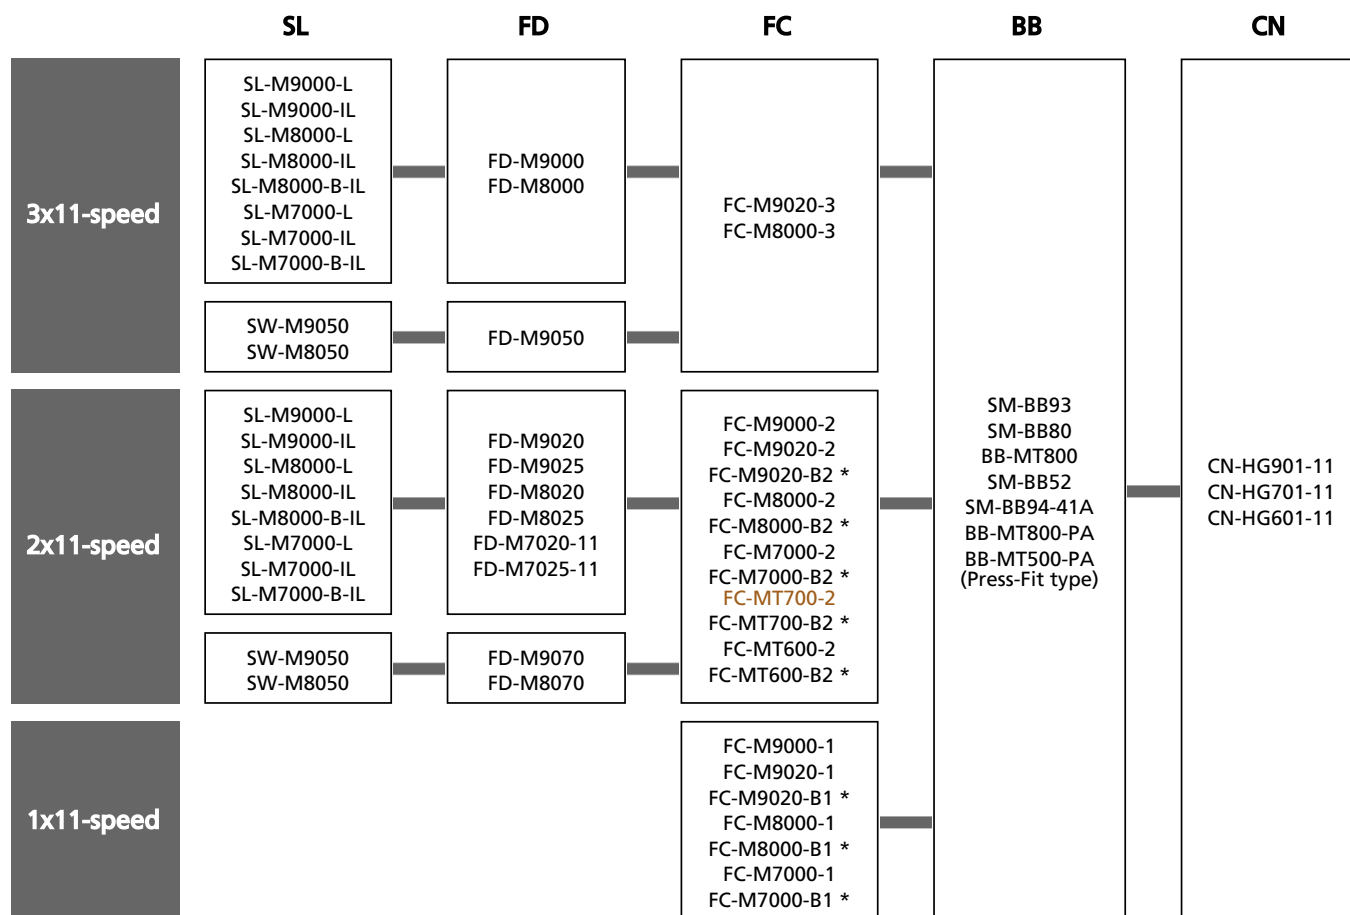 SL FD FC BB CN
3x11-speed
SL-M9000-L
SL-M9000-IL
SL-M8000-L
SL-M8000-IL
SL-M8000-B-IL
SL-M7000-L
SL-M7000-IL
SL-M7000-B-IL
FD-M9000
FD-M8000
FC-M9020-3
FC-M8000-3
SW-M9050
SW-M8050
FD-M9050
2x11-speed
SL-M9000-L
SL-M9000-IL
SL-M8000-L
SL-M8000-IL
SL-M8000-B-IL
SL-M7000-L
SL-M7000-IL
SL-M7000-B-IL
FD-M9020
FD-M9025
FD-M8020
FD-M8025
FD-M7020-11
FD-M7025-11
FC-M9000-2
FC-M9020-2
FC-M9020-B2 *
FC-M8000-2
FC-M8000-B2 *
FC-M7000-2
FC-M7000-B2 *
FC-MT700-2
FC-MT700-B2 *
FC-MT600-2
FC-MT600-B2 *
SW-M9050
SW-M8050
FD-M9070
FD-M8070
1x11-speed
FC-M9000-1
FC-M9020-1
FC-M9020-B1 *
FC-M8000-1
FC-M8000-B1 *
FC-M7000-1
FC-M7000-B1 *
SM-BB93
SM-BB80
BB-MT800
SM-BB52
SM-BB94-41A
BB-MT800-PA
BB-MT500-PA
(Press-Fit type)
CN-HG901-11
CN-HG701-11
CN-HG601-11